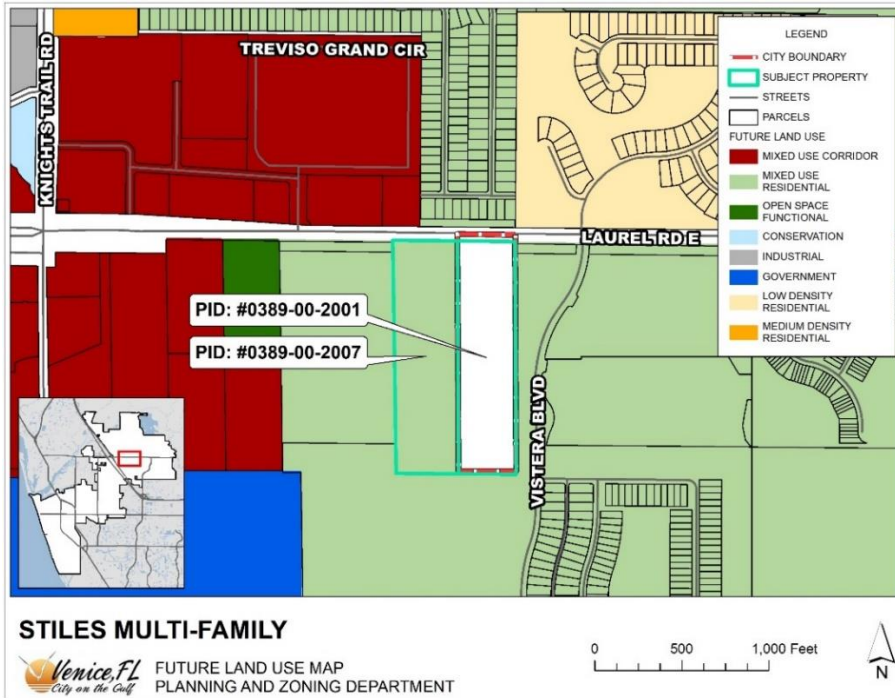 TREVISO GRAND CIR
KNIGHTS TRAIL RD
LAUREL RD E
PID: #0389-00-2001
PID: #0389-00-2007
VISTERA BLVD
LEGEND
CITY BOUNDARY
SUBJECT PROPERTY
STREETS
PARCELS
FUTURE LAND USE
MIXED USE CORRIDOR
MIXED USE
RESIDENTIAL
OPEN SPACE
FUNCTIONAL
CONSERVATION
INDUSTRIAL
GOVERNMENT
LOW DENSITY
RESIDENTIAL
MEDIUM DENSITY
RESIDENTIAL
STILES MULTI-FAMILY
Venice, FL
City on the Gulf
FUTURE LAND USE MAP
PLANNING AND ZONING DEPARTMENT
0 500 1,000 Feet
N